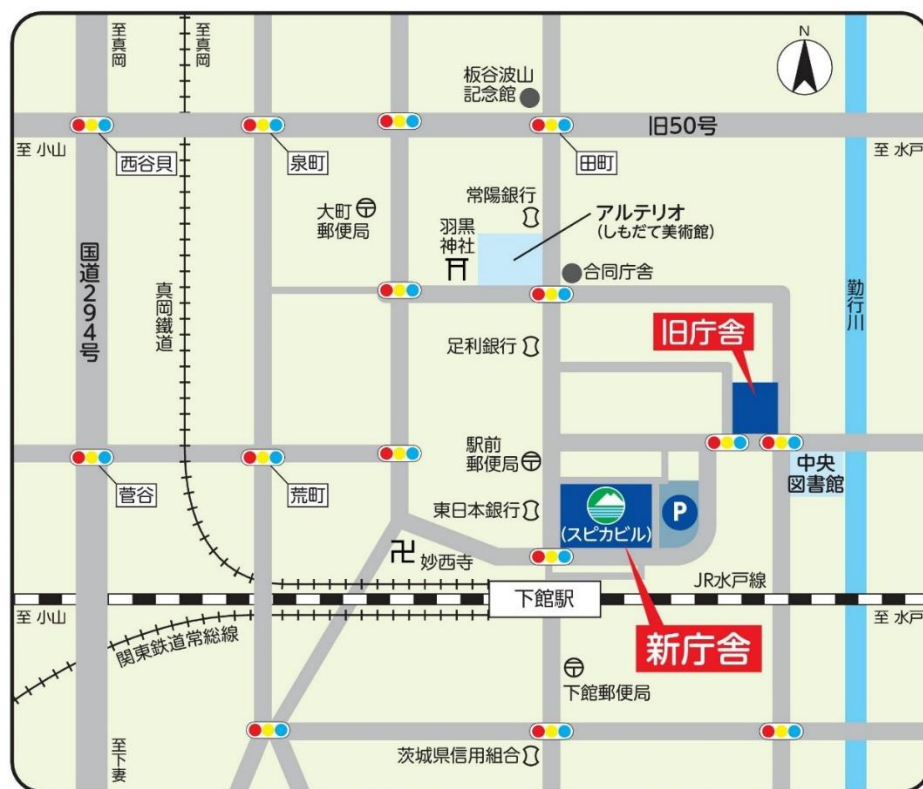 至真岡
至真岡
N
板谷波山
記念館
旧50号
至 小山
西谷貝
泉町
田町
至 水戸
常陽銀行
大町
郵便局
羽黒
神社
アルテリオ
(しもだて美術館)
合同庁舎
国道294号
真岡鐵道
勤行川
足利銀行
旧庁舎
駅前
郵便局
中央
図書館
菅谷
荒町
東日本銀行
(スピカビル)
P
妙西寺
JR水戸線
下館駅
至 小山
至 水戸
関東鉄道常総線
新庁舎
下館郵便局
至下妻
茨城県信用組合